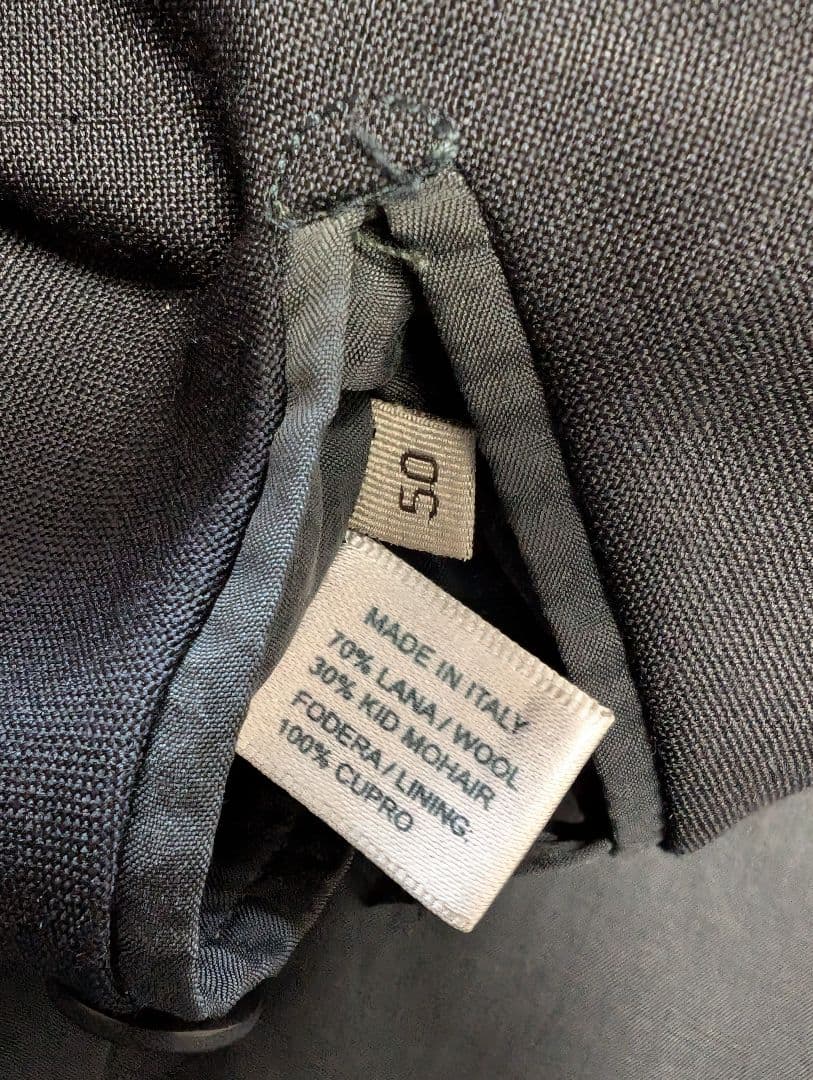 50
MADE IN ITALY
70% LANA / WOOL
30% KID MOHAIR
FODERA / LINING.
100% CUPRO